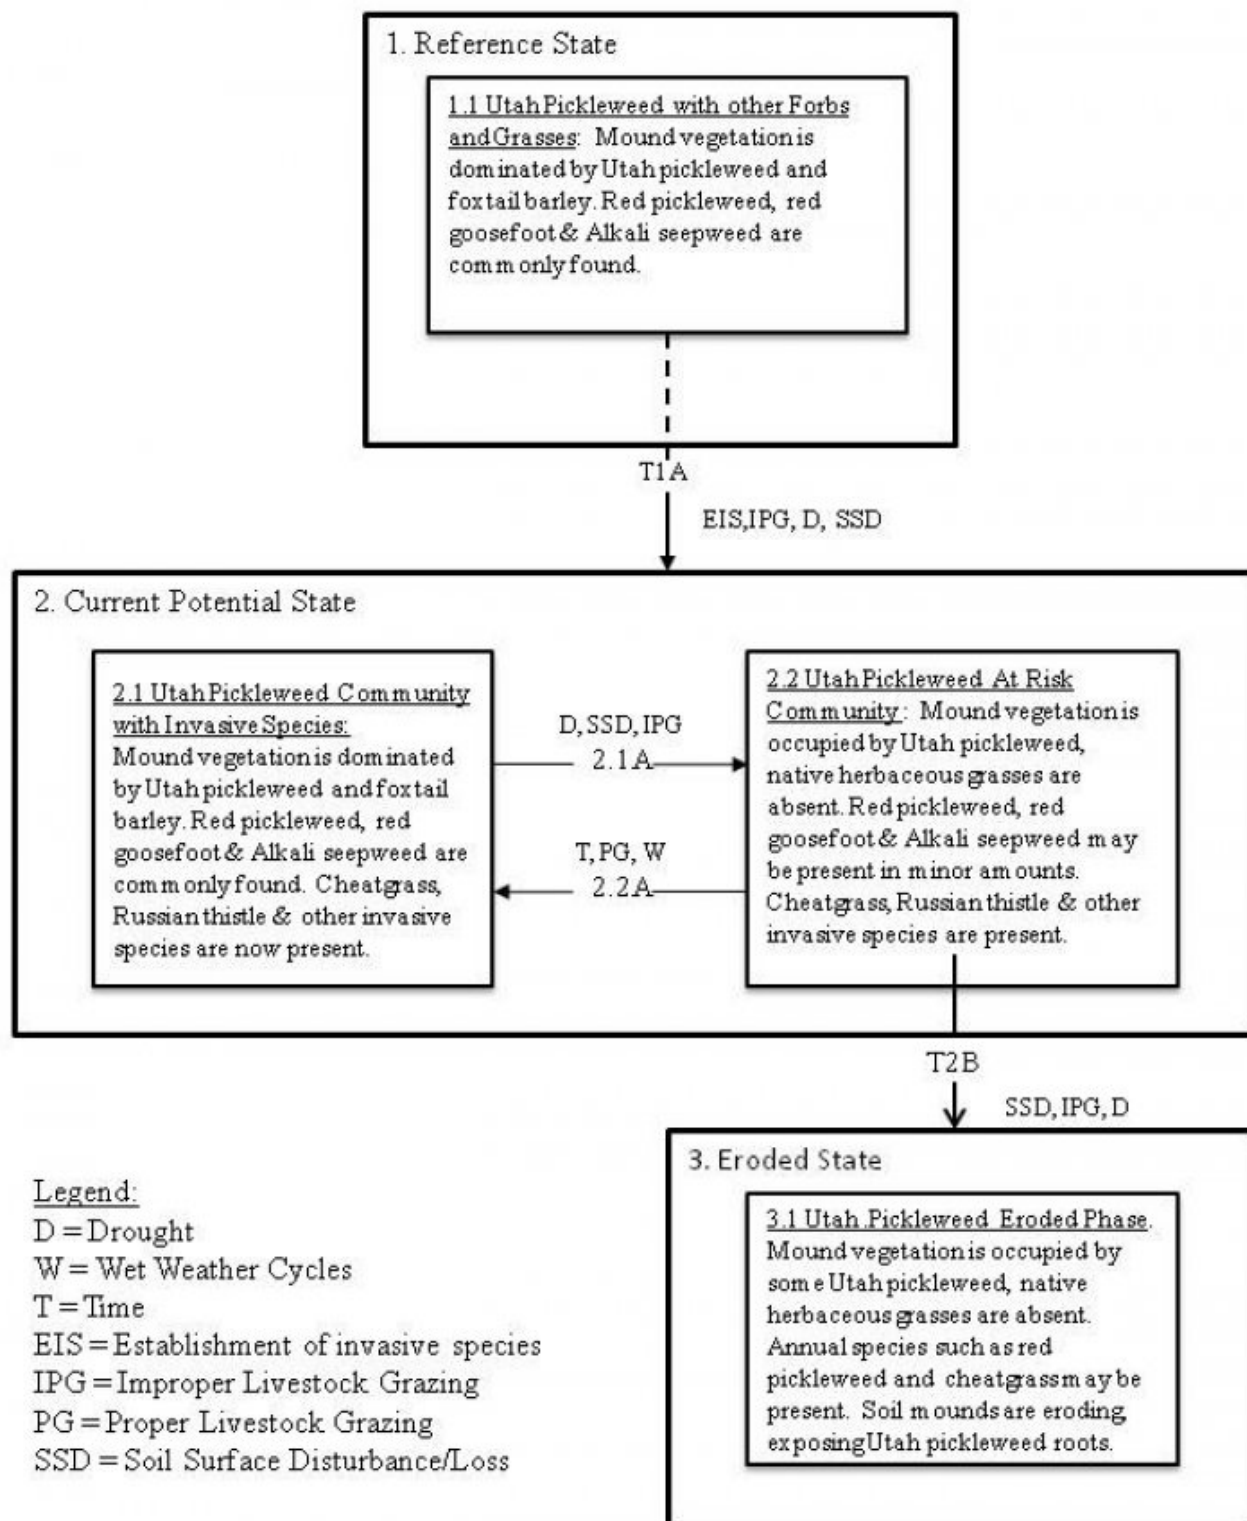 1. Reference State
1.1 Utah Pickleweed with other Forbs
and Grasses: Mound vegetation is
dominated by Utah pickleweed and
foxtail barley. Red pickleweed, red
goosefoot & Alkali seepweed are
commonly found.
T1A
EIS,IPG, D, SSD
2. Current Potential State
2.1 Utah Pickleweed Community
with Invasive Species:
Mound vegetation is dominated
by Utah pickleweed and foxtail
barley. Red pickleweed, red
goosefoot & Alkali seepweed are
commonly found. Cheatgrass,
Russian thistle & other invasive
species are now present.
D, SSD, IPG
2.1A
T, PG, W
2.2A
2.2 Utah Pickleweed At Risk
Community: Mound vegetation is
occupied by Utah pickleweed,
native herbaceous grasses are
absent. Red pickleweed, red
goosefoot & Alkali seepweed may
be present in minor amounts.
Cheatgrass, Russian thistle & other
invasive species are present.
T2B
SSD, IPG, D
3. Eroded State
3.1 Utah .Pickleweed Eroded Phase.
Mound vegetation is occupied by
some Utah pickleweed, native
herbaceous grasses are absent.
Annual species such as red
pickleweed and cheatgrass may be
present. Soil mounds are eroding,
exposing Utah pickleweed roots.
Legend:
D = Drought
W = Wet Weather Cycles
T = Time
EIS = Establishment of invasive species
IPG = Improper Livestock Grazing
PG = Proper Livestock Grazing
SSD = Soil Surface Disturbance/Loss